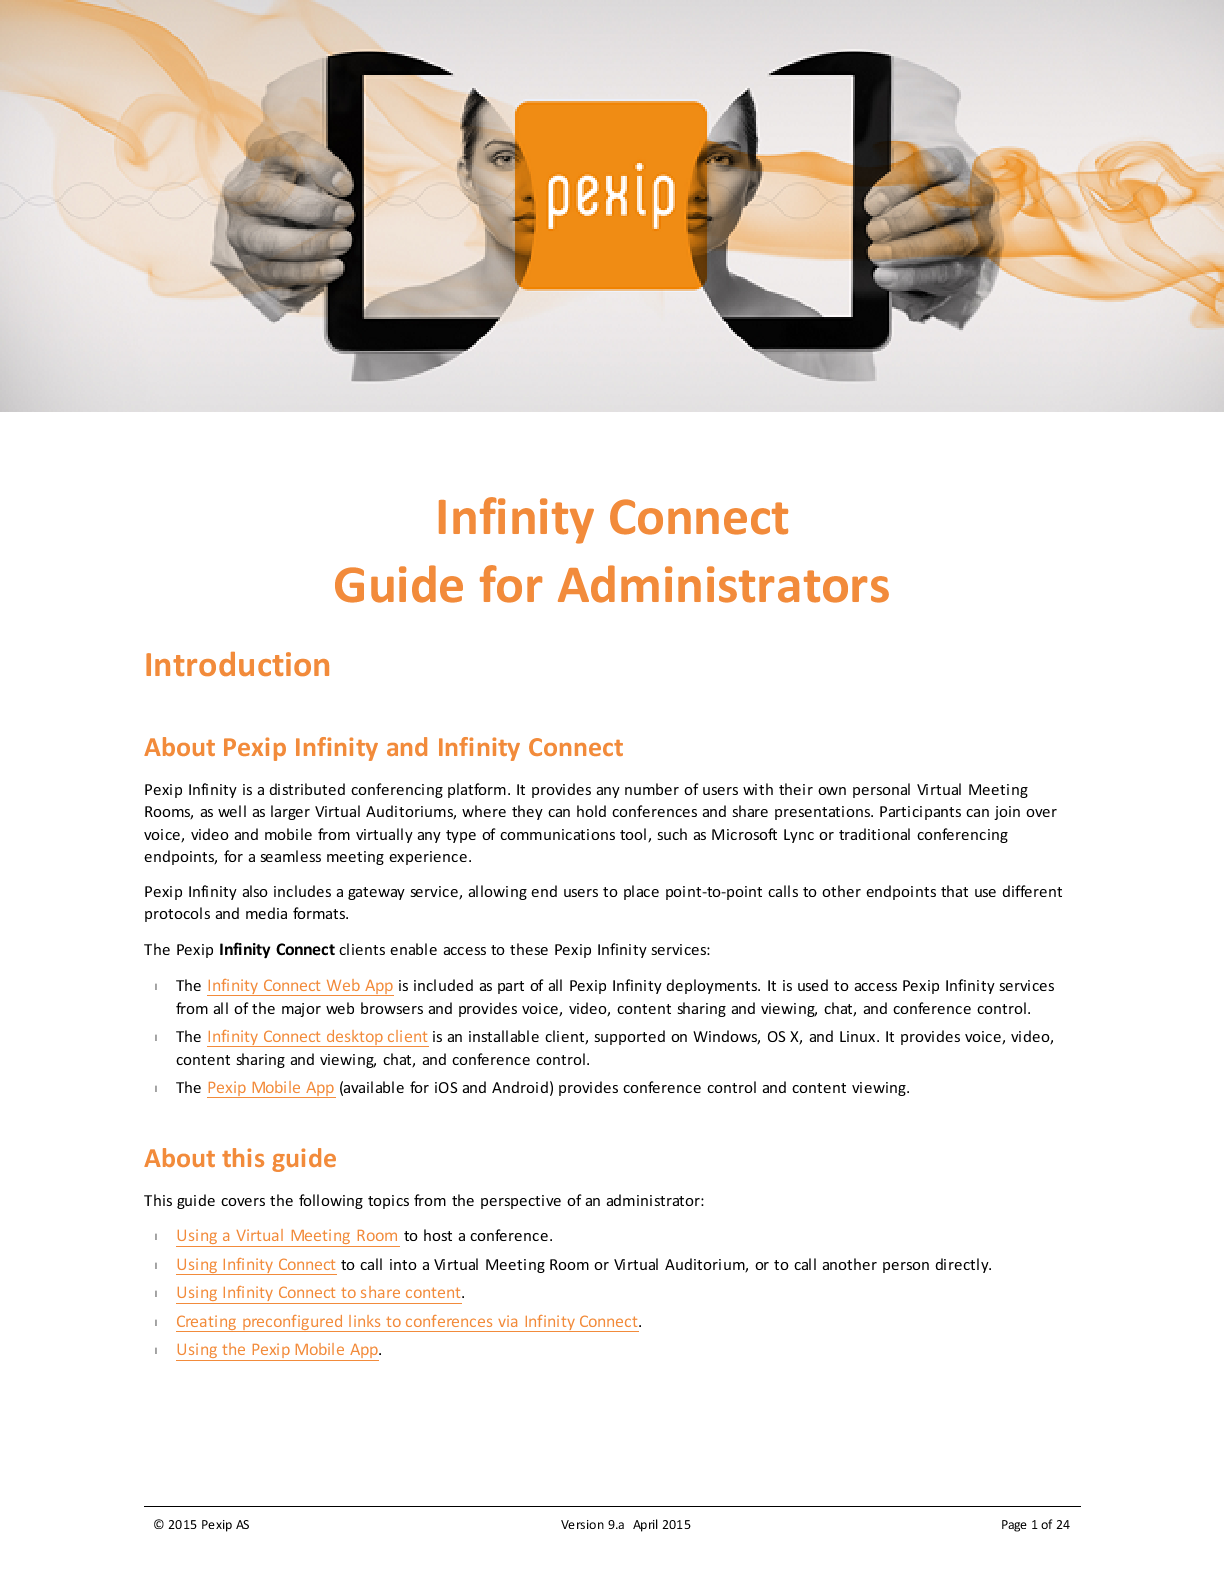 pexip
Infinity Connect
Guide for Administrators
Introduction
About Pexip Infinity and Infinity Connect
Pexip Infinity is a distributed conferencing platform. It provides any number of users with their own personal Virtual Meeting
Rooms, as well as larger Virtual Auditoriums, where they can hold conferences and share presentations. Participants can join over
voice, video and mobile from virtually any type of communications tool, such as Microsoft Lync or traditional conferencing
endpoints, for a seamless meeting experience.
Pexip Infinity also includes a gateway service, allowing end users to place point-to-point calls to other endpoints that use different
protocols and media formats.
The Pexip Infinity Connect clients enable access to these Pexip Infinity services:
The Infinity Connect Web App is included as part of all Pexip Infinity deployments. It is used to access Pexip Infinity services
from all of the major web browsers and provides voice, video, content sharing and viewing, chat, and conference control.
The Infinity Connect desktop client is an installable client, supported on Windows, OS X, and Linux. It provides voice, video,
content sharing and viewing, chat, and conference control.
The Pexip Mobile App (available for iOS and Android) provides conference control and content viewing.
About this guide
This guide covers the following topics from the perspective of an administrator:
Using a Virtual Meeting Room to host a conference.
Using Infinity Connect to call into a Virtual Meeting Room or Virtual Auditorium, or to call another person directly.
Using Infinity Connect to share content.
Creating preconfigured links to conferences via Infinity Connect.
Using the Pexip Mobile App.
© 2015 Pexip AS Version 9.a April 2015 Page 1 of 24